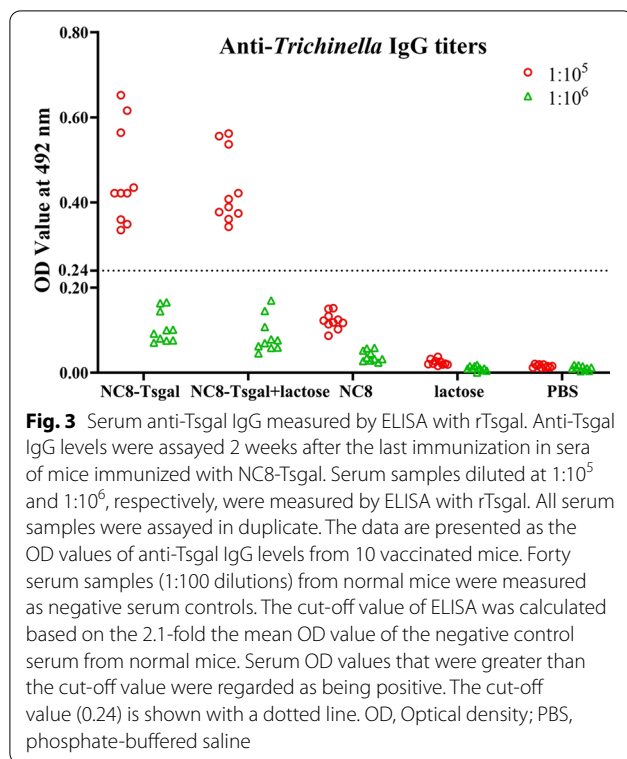 Anti-Trichinella IgG titers
1:10⁵
1:10⁶
OD Value at 492 nm
0.80
0.60
0.40
0.24
0.20
0.00
NC8-Tsgal NC8-Tsgal+lactose NC8 lactose PBS
Fig. 3 Serum anti-Tsgal IgG measured by ELISA with rTsgal. Anti-Tsgal
IgG levels were assayed 2 weeks after the last immunization in sera
of mice immunized with NC8-Tsgal. Serum samples diluted at 1:10⁵
and 1:10⁶, respectively, were measured by ELISA with rTsgal. All serum
samples were assayed in duplicate. The data are presented as the
OD values of anti-Tsgal IgG levels from 10 vaccinated mice. Forty
serum samples (1:100 dilutions) from normal mice were measured
as negative serum controls. The cut-off value of ELISA was calculated
based on the 2.1-fold the mean OD value of the negative control
serum from normal mice. Serum OD values that were greater than
the cut-off value were regarded as being positive. The cut-off
value (0.24) is shown with a dotted line. OD, Optical density; PBS,
phosphate-buffered saline